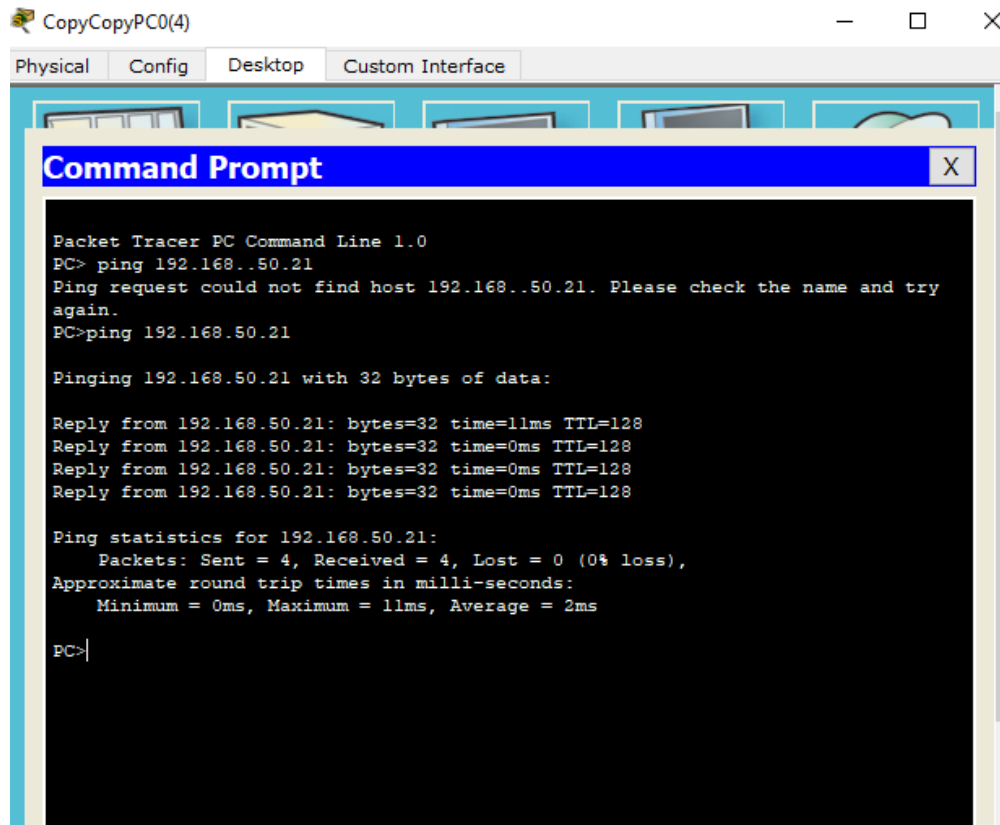 CopyCopyPC0(4)
Physical Config Desktop Custom Interface
Command Prompt X
Packet Tracer PC Command Line 1.0
PC> ping 192.168..50.21
Ping request could not find host 192.168..50.21. Please check the name and try
again.
PC>ping 192.168.50.21
Pinging 192.168.50.21 with 32 bytes of data:
Reply from 192.168.50.21: bytes=32 time=11ms TTL=128
Reply from 192.168.50.21: bytes=32 time=0ms TTL=128
Reply from 192.168.50.21: bytes=32 time=0ms TTL=128
Reply from 192.168.50.21: bytes=32 time=0ms TTL=128
Ping statistics for 192.168.50.21:
Packets: Sent = 4, Received = 4, Lost = 0 (0% loss),
Approximate round trip times in milli-seconds:
Minimum = 0ms, Maximum = 11ms, Average = 2ms
PC>